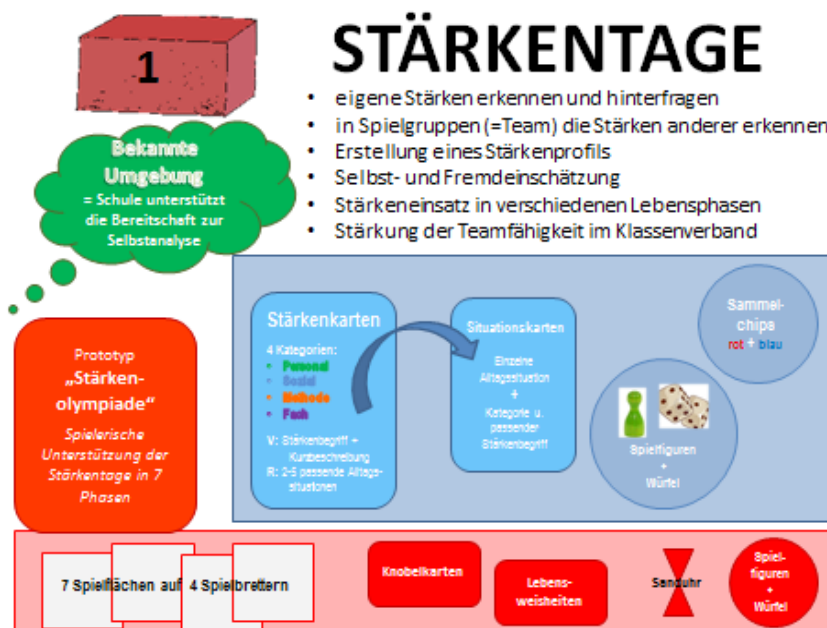 1
STÄRKENTAGE
• eigene Stärken erkennen und hinterfragen
• in Spielgruppen (=Team) die Stärken anderer erkennen
• Erstellung eines Stärkenprofils
• Selbst- und Fremdeinschätzung
• Stärkeneinsatz in verschiedenen Lebensphasen
• Stärkung der Teamfähigkeit im Klassenverband
Bekannte
Umgebung
= Schule unterstützt
die Bereitschaft zur
Selbstanalyse
Prototyp
„Stärken-
olympiade“
Spielerische
Unterstützung der
Stärkentage in 7
Phasen
Stärkenkarten
4 Kategorien:
• Personal
• Sozial
• Methode
• Fach
V: Stärkenbegriff +
Kurzbeschreibung
R: 2-5 passende Alltags-
situationen
Situationskarten
Einzelne
Alltagssituation
+
Kategorie u.
passender
Stärkenbegriff
Sammel-
chips
rot + blau
Spielfiguren
+
Würfel
7 Spielflächen auf 4 Spielbrettern
Knobelkarten
Lebens-
weisheiten
Sanduhr
Spiel-
figuren
+
Würfel